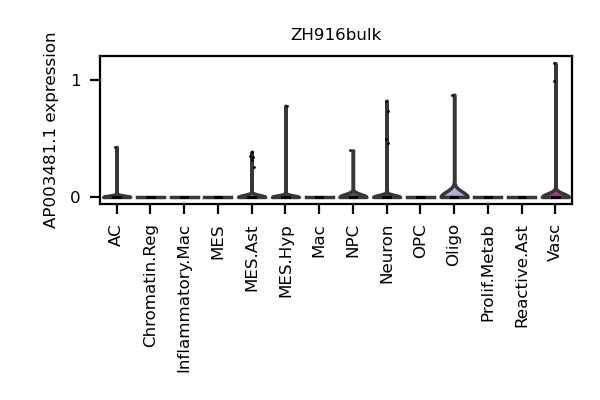 ZH916bulk
AP003481.1 expression
1
0
AC
Chromatin.Reg
Inflammatory.Mac
MES
MES.Ast
MES.Hyp
Mac
NPC
Neuron
OPC
Oligo
Prolif.Metab
Reactive.Ast
Vasc